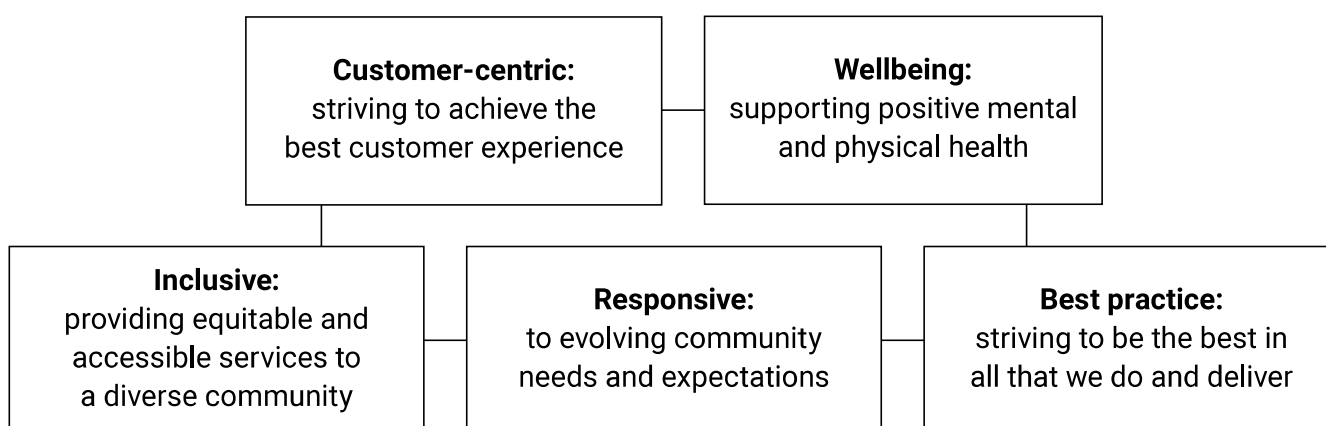 Customer-centric:
striving to achieve the
best customer experience
Wellbeing:
supporting positive mental
and physical health
Inclusive:
providing equitable and
accessible services to
a diverse community
Responsive:
to evolving community
needs and expectations
Best practice:
striving to be the best in
all that we do and deliver